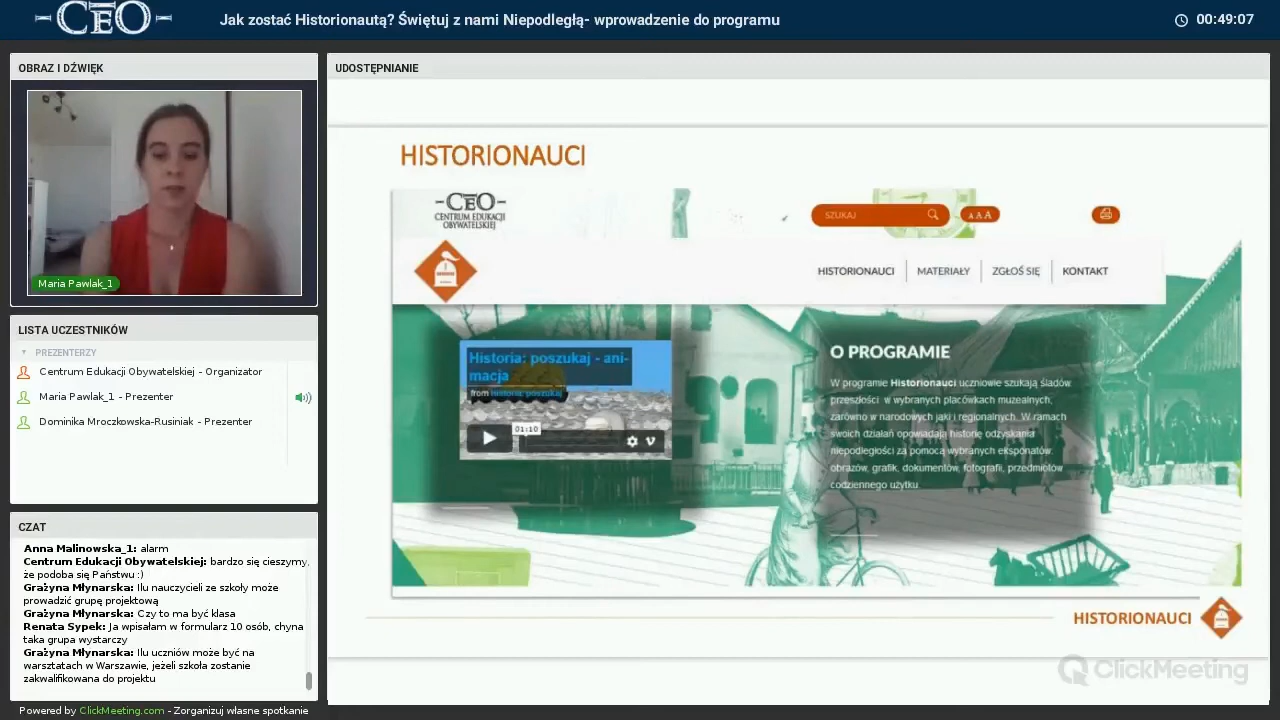 CEO
Jak zostać Historionautą? Świętuj z nami Niepodległą- wprowadzenie do programu
00:49:07
OBRAZ I DŹWIĘK
Maria Pawlak_1
LISTA UCZESTNIKÓW
PREZENTERZY
Centrum Edukacji Obywatelskiej - Organizator
Maria Pawlak_1 - Prezenter
Dominika Mroczkowska-Rusiniak - Prezenter
CZAT
Anna Malinowska_1: alarm
Centrum Edukacji Obywatelskiej: bardzo się cieszymy,
że podoba się Państwu :)
Grażyna Młynarska: Ilu nauczycieli ze szkoły może
prowadzić grupę projektową
Grażyna Młynarska: Czy to ma być klasa
Renata Sypek: Ja wpisałam w formularz 10 osób, chyna
taka grupa wystarczy
Grażyna Młynarska: Ilu uczniów może być na
warsztatach w Warszawie, jeżeli szkoła zostanie
zakwalifikowana do projektu
Powered by ClickMeeting.com - Zorganizuj własne spotkanie
UDOSTĘPNIANIE
HISTORIONAUCI
CEO
CENTRUM EDUKACJI
OBYWATELSKIEJ
SZUKAJ
A A A
HISTORIONAUCI
MATERIAŁY
ZGŁOŚ SIĘ
KONTAKT
Historia: poszukaj - ani-
macja
from Historia: poszukaj
01:10
O PROGRAMIE
W programie Historionauci uczniowie szukają śladów
przeszłości w wybranych placówkach muzealnych,
zarówno w narodowych jaki i regionalnych. W ramach
swoich działań opowiadają historię odzyskania
niepodległości za pomocą wybranych eksponatów:
obrazów, grafik, dokumentów, fotografii, przedmiotów
codziennego użytku.
HISTORIONAUCI
ClickMeeting